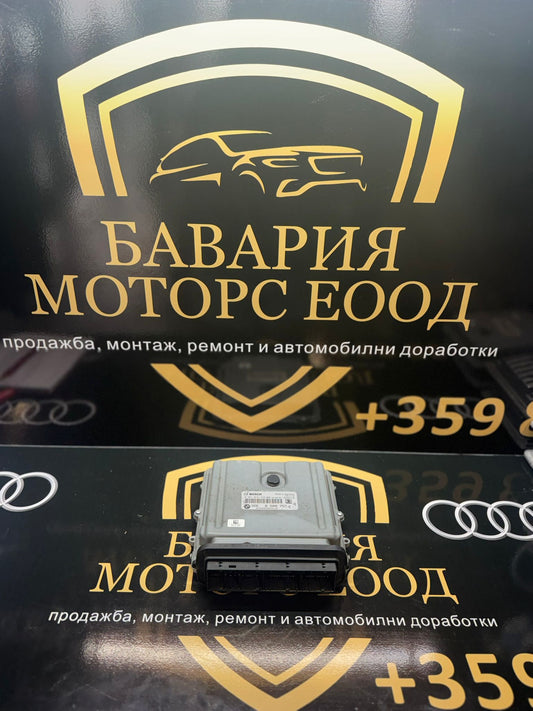 БАВАРИЯ
МОТОРС ЕООД
продажба, монтаж, ремонт и автомобилни доработки
+359 8
BOSCH
МОТОРС ЕООД
продажба, монтаж, ремонт и автомобилни доработки
+359